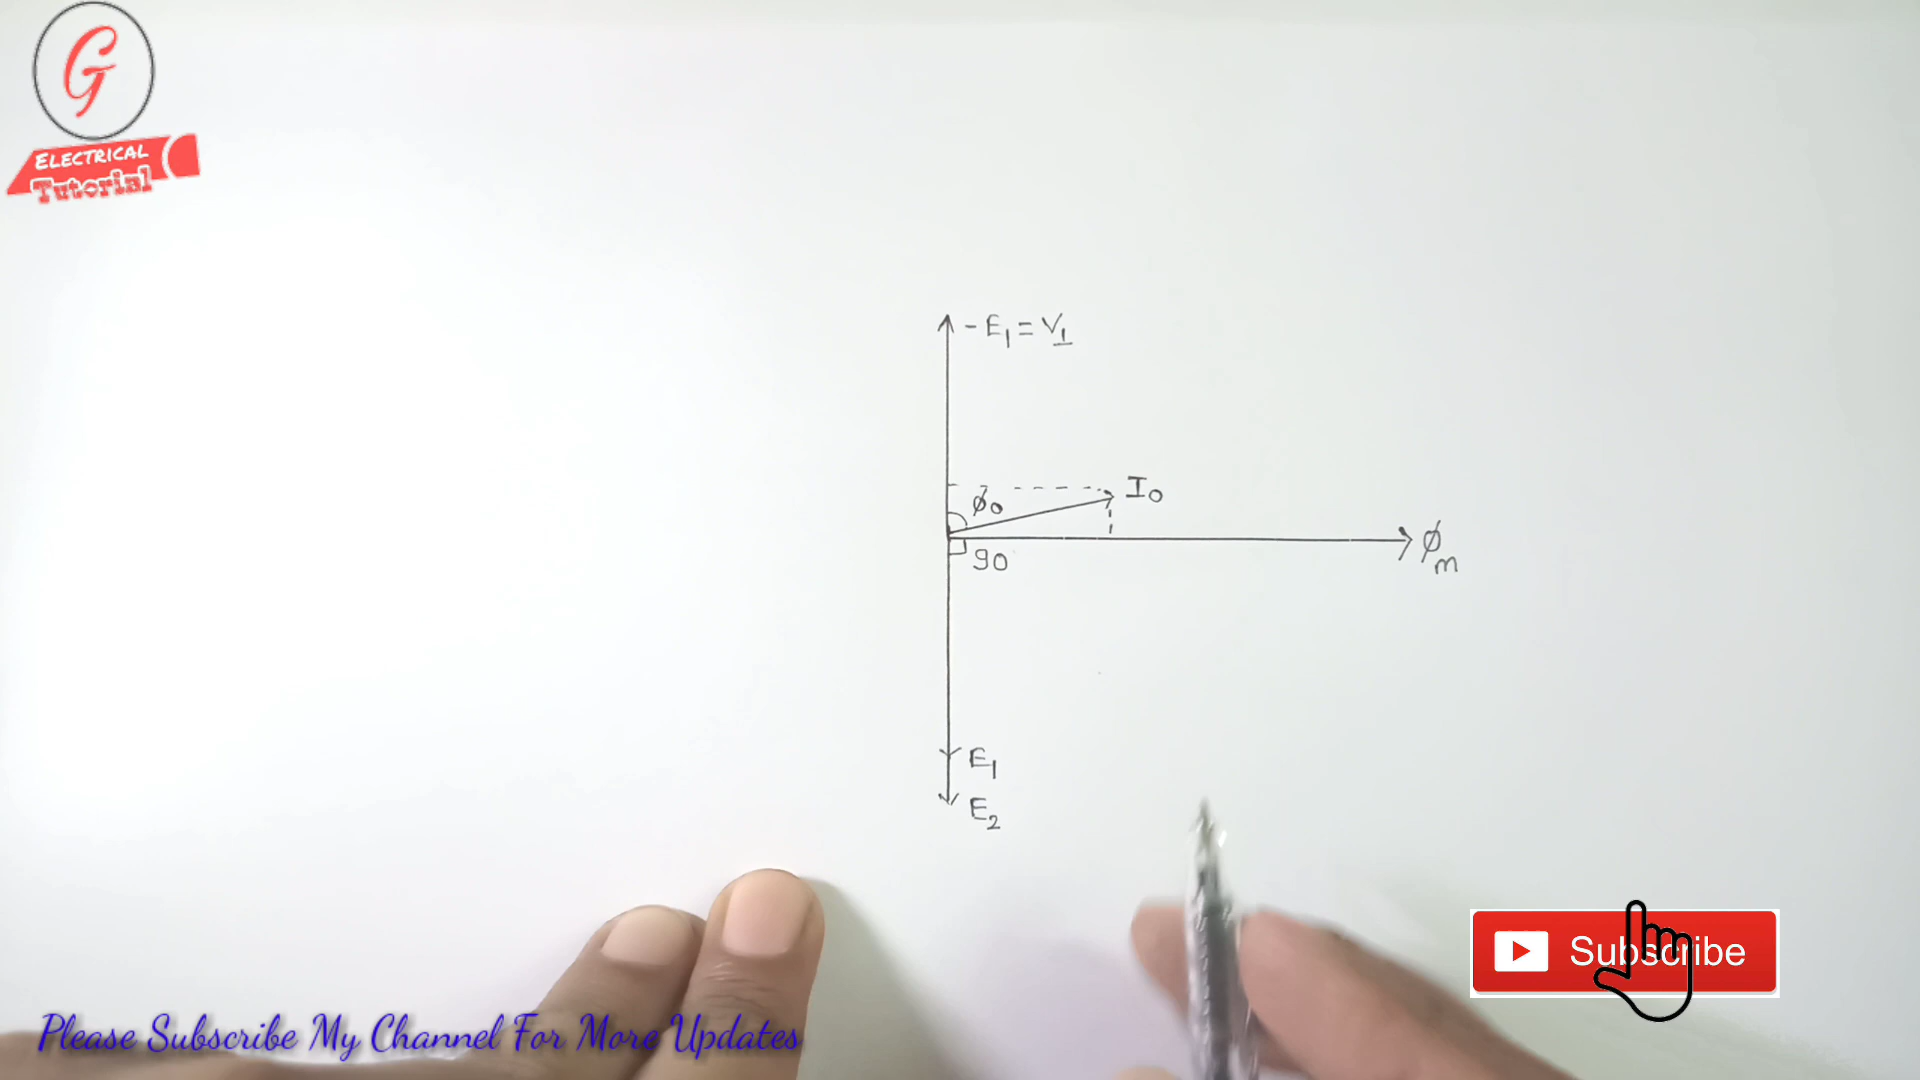 G
ELECTRICAL
Tutorial
- E₁ = V₁
I₀
ϕ₀
ϕm
90
E₁
E₂
Subscribe
Please Subscribe My Channel For More Updates